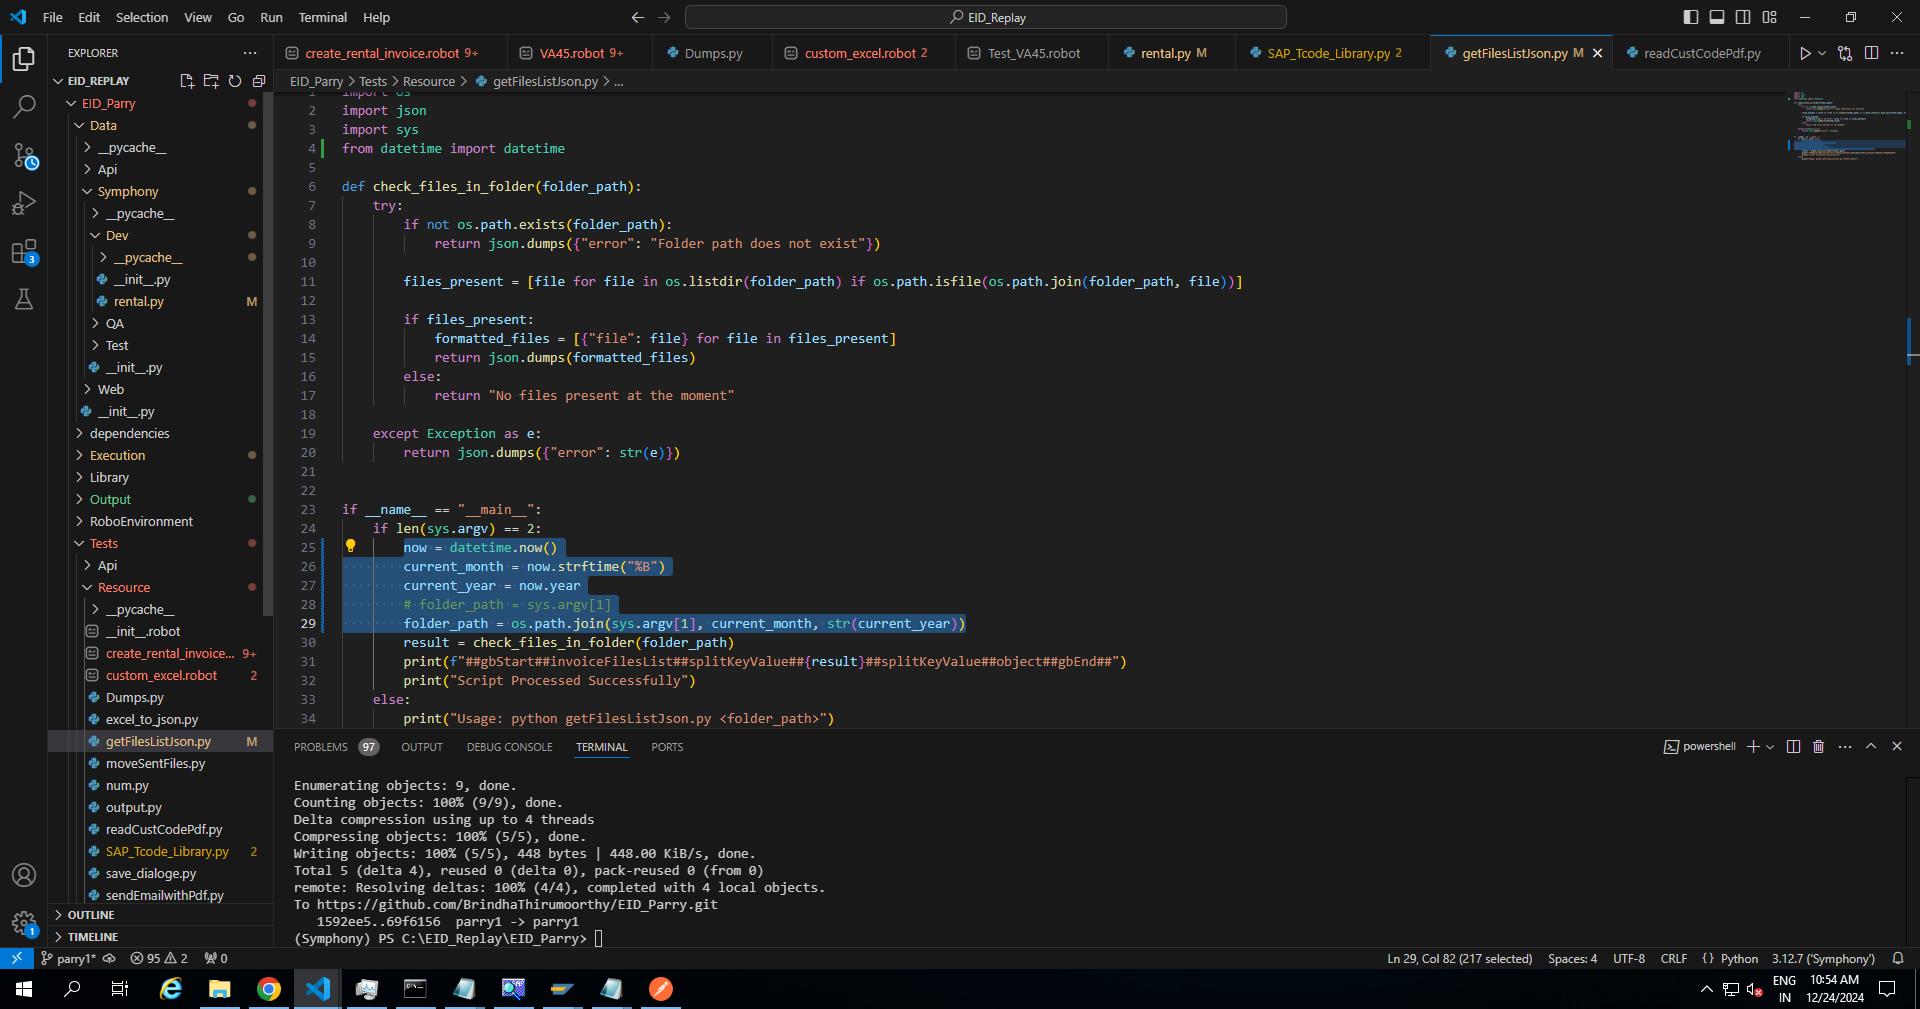 File Edit Selection View Go Run Terminal Help
EID_Replay
EXPLORER
create_rental_invoice.robot 9+
VA45.robot 9+
Dumps.py
custom_excel.robot 2
Test_VA45.robot
rental.py M
SAP_Tcode_Library.py 2
getFilesListJson.py M
readCustCodePdf.py
EID_Parry > Tests > Resource > getFilesListJson.py > ...
EID_REPLAY
EID_Parry
Data
__pycache__
Api
Symphony
__pycache__
Dev
__pycache__
__init__.py
rental.py M
QA
Test
__init__.py
Web
__init__.py
dependencies
Execution
Library
Output
RoboEnvironment
Tests
Api
Resource
__pycache__
__init__.robot
create_rental_invoice... 9+
custom_excel.robot 2
Dumps.py
excel_to_json.py
getFilesListJson.py M
moveSentFiles.py
num.py
output.py
readCustCodePdf.py
SAP_Tcode_Library.py 2
save_dialoge.py
sendEmailwithPdf.py
OUTLINE
TIMELINE
3
1
1 import os
2 import json
3 import sys
4 from datetime import datetime
5
6 def check_files_in_folder(folder_path):
7 try:
8 if not os.path.exists(folder_path):
9 return json.dumps({"error": "Folder path does not exist"})
10
11 files_present = [file for file in os.listdir(folder_path) if os.path.isfile(os.path.join(folder_path, file))]
12
13 if files_present:
14 formatted_files = [{"file": file} for file in files_present]
15 return json.dumps(formatted_files)
16 else:
17 return "No files present at the moment"
18
19 except Exception as e:
20 return json.dumps({"error": str(e)})
21
22
23 if __name__ == "__main__":
24 if len(sys.argv) == 2:
25 now = datetime.now()
26 current_month = now.strftime("%B")
27 current_year = now.year
28 # folder_path = sys.argv[1]
29 folder_path = os.path.join(sys.argv[1], current_month, str(current_year))
30 result = check_files_in_folder(folder_path)
31 print(f"##gbStart##invoiceFilesList##splitKeyValue##{result}##splitKeyValue##object##gbEnd##")
32 print("Script Processed Successfully")
33 else:
34 print("Usage: python getFilesListJson.py <folder_path>")
PROBLEMS 97 OUTPUT DEBUG CONSOLE TERMINAL PORTS
powershell
Enumerating objects: 9, done.
Counting objects: 100% (9/9), done.
Delta compression using up to 4 threads
Compressing objects: 100% (5/5), done.
Writing objects: 100% (5/5), 448 bytes | 448.00 KiB/s, done.
Total 5 (delta 4), reused 0 (delta 0), pack-reused 0 (from 0)
remote: Resolving deltas: 100% (4/4), completed with 4 local objects.
To https://github.com/BrindhaThirumoorthy/EID_Parry.git
1592ee5..69f6156 parry1 -> parry1
(Symphony) PS C:\EID_Replay\EID_Parry>
parry1* 95 2 0
Ln 29, Col 82 (217 selected) Spaces: 4 UTF-8 CRLF {} Python 3.12.7 ('Symphony')
ENG
IN
10:54 AM
12/24/2024